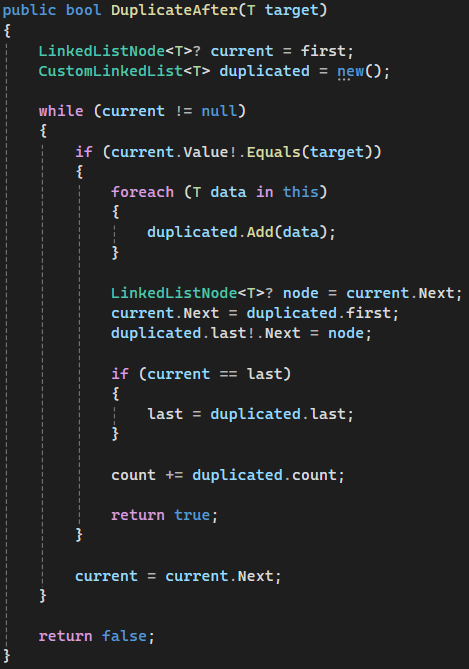 public bool DuplicateAfter(T target)
{
    LinkedListNode<T>? current = first;
    CustomLinkedList<T> duplicated = new();

    while (current != null)
    {
        if (current.Value!.Equals(target))
        {
            foreach (T data in this)
            {
                duplicated.Add(data);
            }

            LinkedListNode<T>? node = current.Next;
            current.Next = duplicated.first;
            duplicated.last!.Next = node;

            if (current == last)
            {
                last = duplicated.last;
            }

            count += duplicated.count;

            return true;
        }

        current = current.Next;
    }

    return false;
}